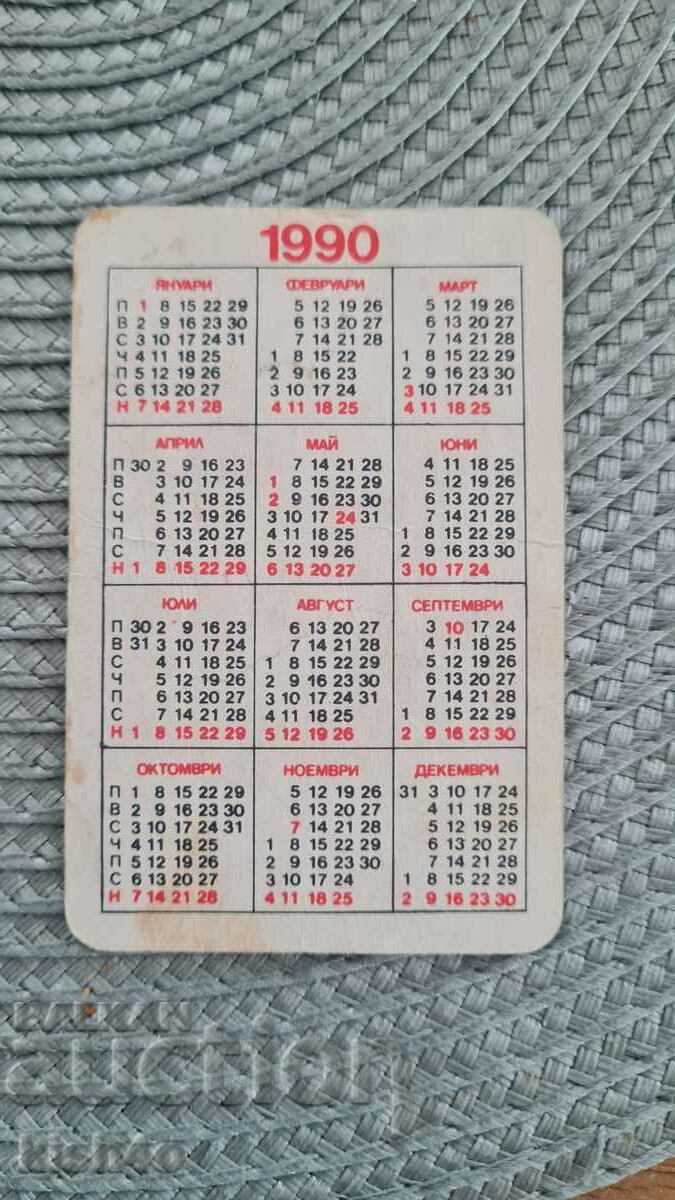 1990
ЯНУАРИ ФЕВРУАРИ МАРТ
П 1 8 15 22 29 5 12 19 26 5 12 19 26
В 2 9 16 23 30 6 13 20 27 6 13 20 27
С 3 10 17 24 31 7 14 21 28 7 14 21 28
Ч 4 11 18 25 1 8 15 22 1 8 15 22 29
П 5 12 19 26 2 9 16 23 2 9 16 23 30
С 6 13 20 27 3 10 17 24 3 10 17 24 31
Н 7 14 21 28 4 11 18 25 4 11 18 25
АПРИЛ МАЙ ЮНИ
П 30 2 9 16 23 7 14 21 28 4 11 18 25
В 3 10 17 24 1 8 15 22 29 5 12 19 26
С 4 11 18 25 2 9 16 23 30 6 13 20 27
Ч 5 12 19 26 3 10 17 24 31 7 14 21 28
П 6 13 20 27 4 11 18 25 1 8 15 22 29
С 7 14 21 28 5 12 19 26 2 9 16 23 30
Н 1 8 15 22 29 6 13 20 27 3 10 17 24
ЮЛИ АВГУСТ СЕПТЕМВРИ
П 30 2 9 16 23 6 13 20 27 3 10 17 24
В 31 3 10 17 24 7 14 21 28 4 11 18 25
С 4 11 18 25 1 8 15 22 29 5 12 19 26
Ч 5 12 19 26 2 9 16 23 30 6 13 20 27
П 6 13 20 27 3 10 17 24 31 7 14 21 28
С 7 14 21 28 4 11 18 25 1 8 15 22 29
Н 1 8 15 22 29 5 12 19 26 2 9 16 23 30
ОКТОМВРИ НОЕМВРИ ДЕКЕМВРИ
П 1 8 15 22 29 5 12 19 26 31 3 10 17 24
В 2 9 16 23 30 6 13 20 27 4 11 18 25
С 3 10 17 24 31 7 14 21 28 5 12 19 26
Ч 4 11 18 25 1 8 15 22 29 6 13 20 27
П 5 12 19 26 2 9 16 23 30 7 14 21 28
С 6 13 20 27 3 10 17 24 1 8 15 22 29
Н 7 14 21 28 4 11 18 25 2 9 16 23 30
BALKAN
auction
kish40